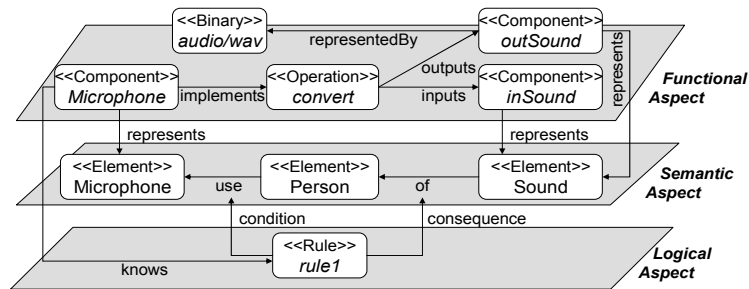 <<Binary>>
audio/wav
representedBy
<<Component>>
outSound
<<Component>>
Microphone
implements
<<Operation>>
convert
outputs
inputs
<<Component>>
inSound
represents
Functional
Aspect
represents
represents
<<Element>>
Microphone
use
<<Element>>
Person
of
<<Element>>
Sound
Semantic
Aspect
condition
consequence
<<Rule>>
rule1
knows
Logical
Aspect